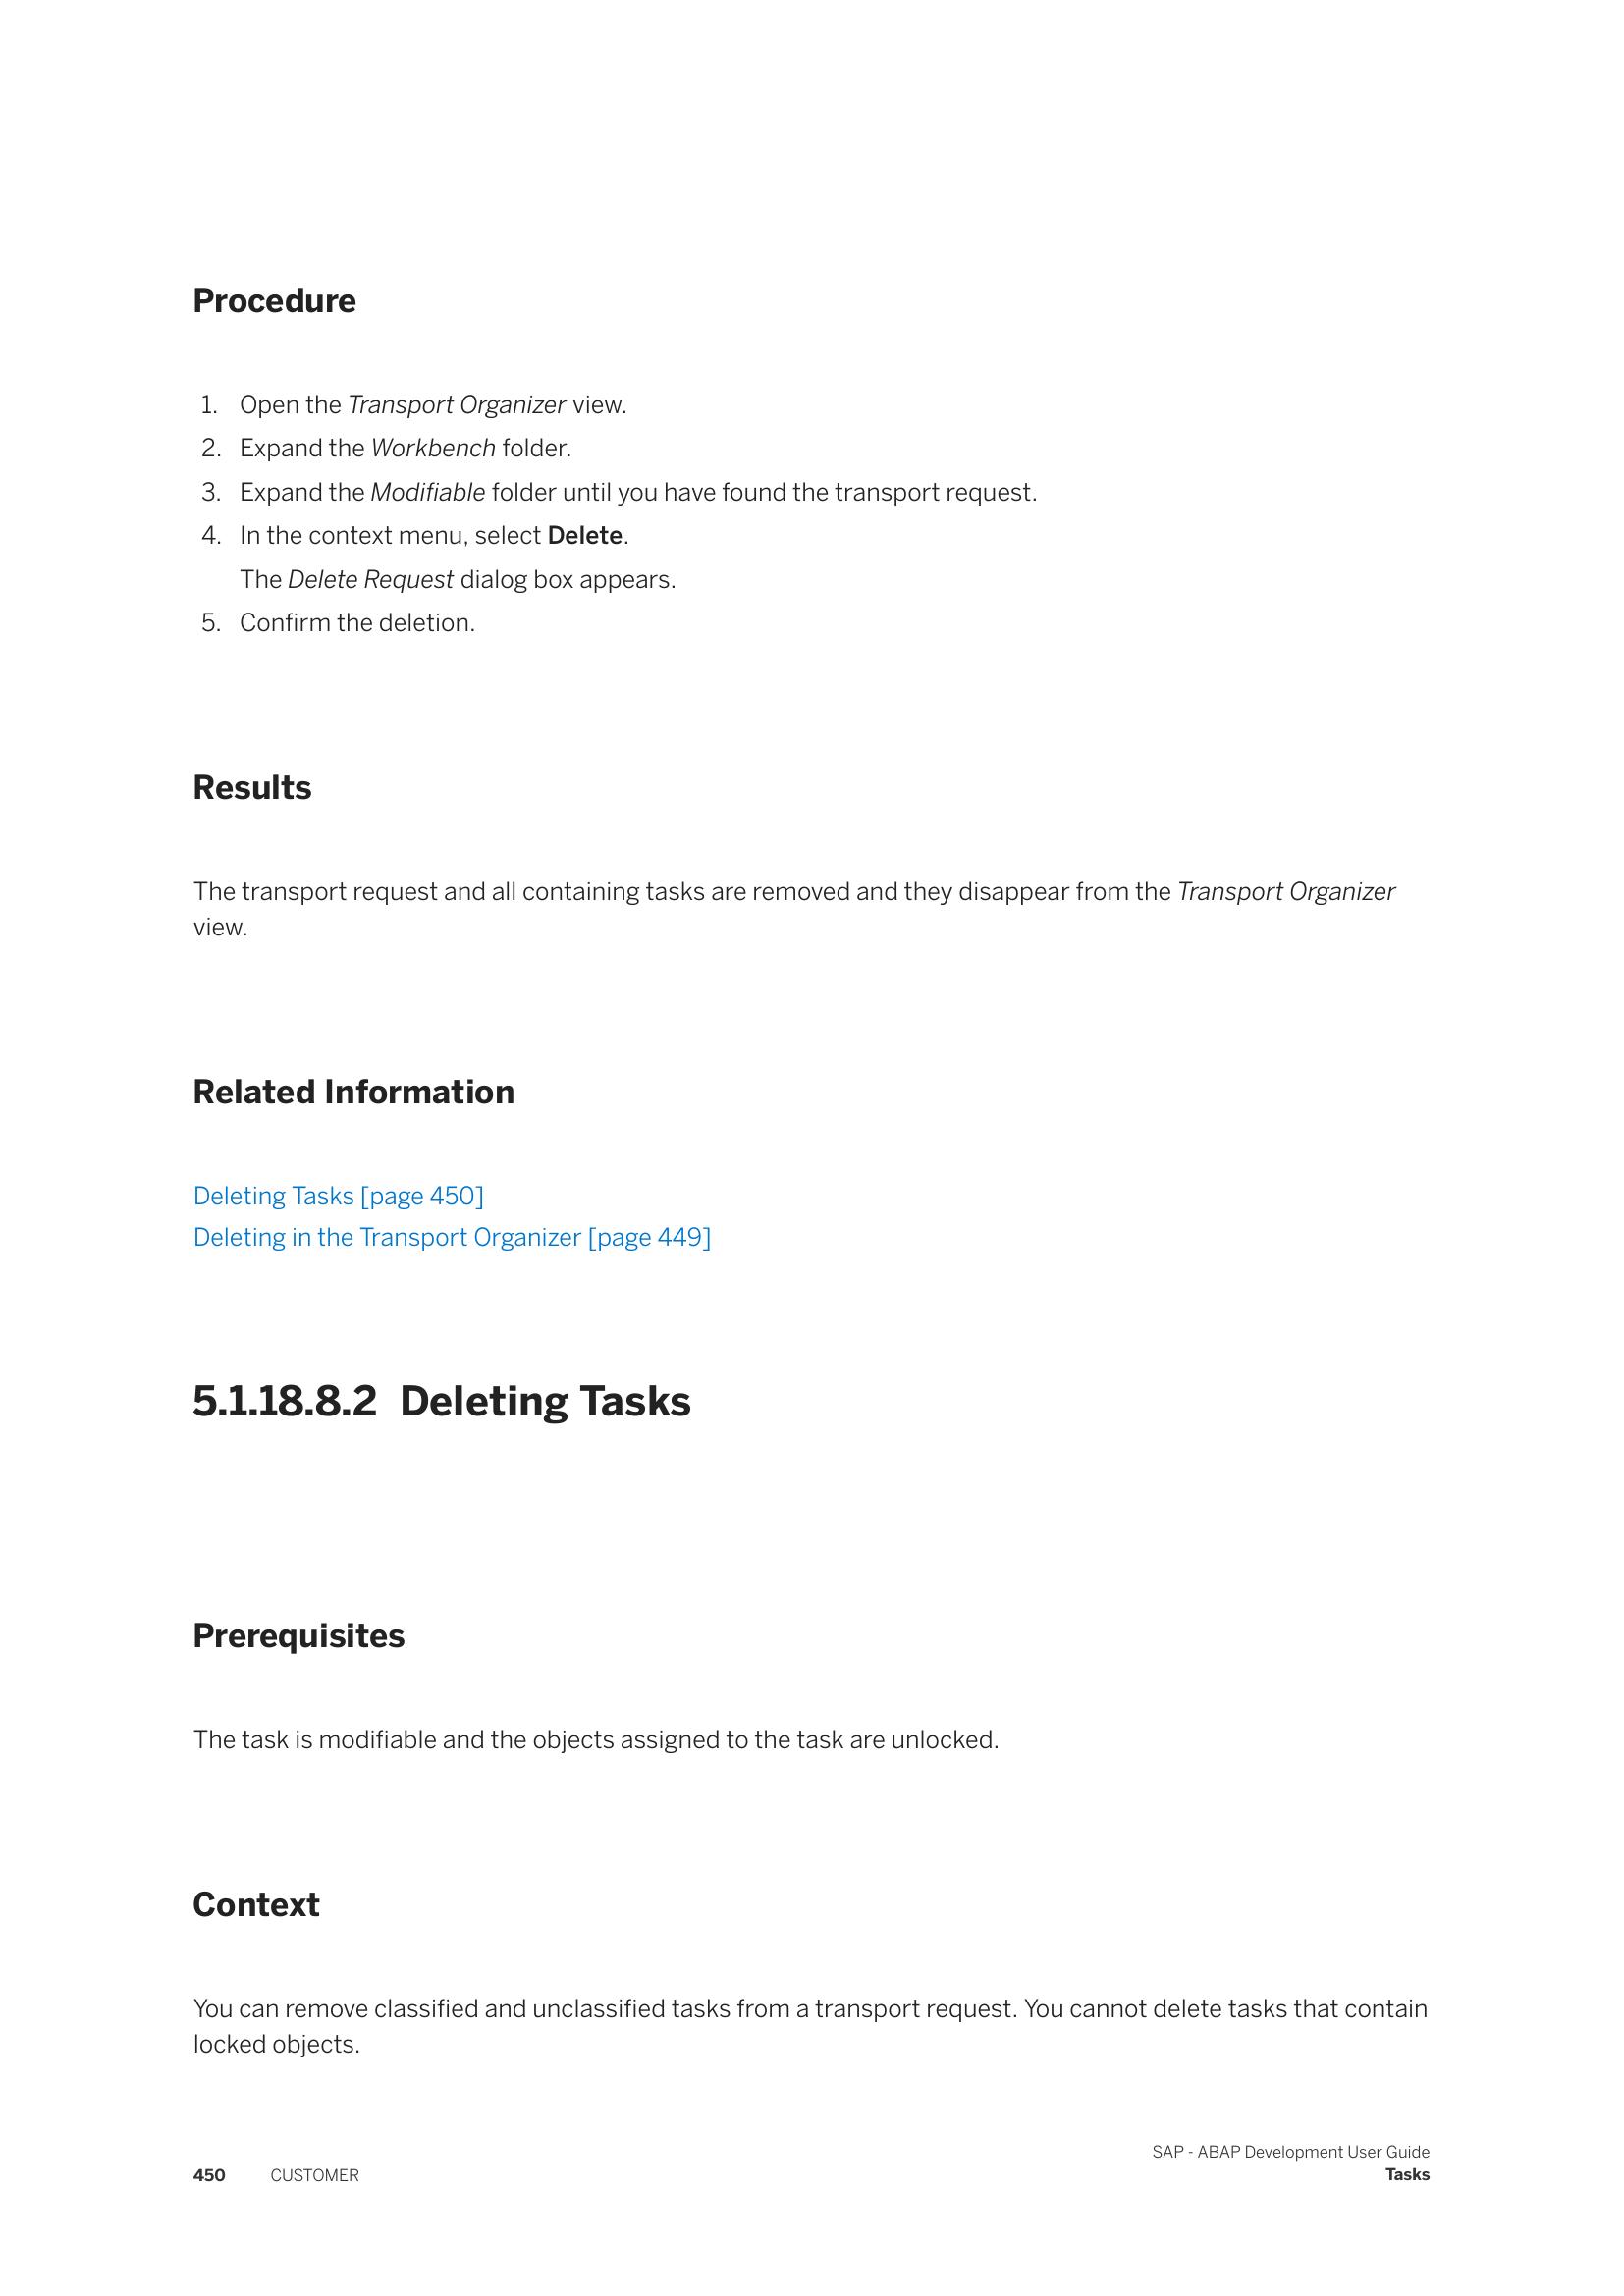 Procedure
1. Open the Transport Organizer view.
2. Expand the Workbench folder.
3. Expand the Modifiable folder until you have found the transport request.
4. In the context menu, select Delete.
The Delete Request dialog box appears.
5. Confirm the deletion.
Results
The transport request and all containing tasks are removed and they disappear from the Transport Organizer
view.
Related Information
Deleting Tasks [page 450]
Deleting in the Transport Organizer [page 449]
5.1.18.8.2 Deleting Tasks
Prerequisites
The task is modifiable and the objects assigned to the task are unlocked.
Context
You can remove classified and unclassified tasks from a transport request. You cannot delete tasks that contain
locked objects.
SAP - ABAP Development User Guide
450 CUSTOMER Tasks